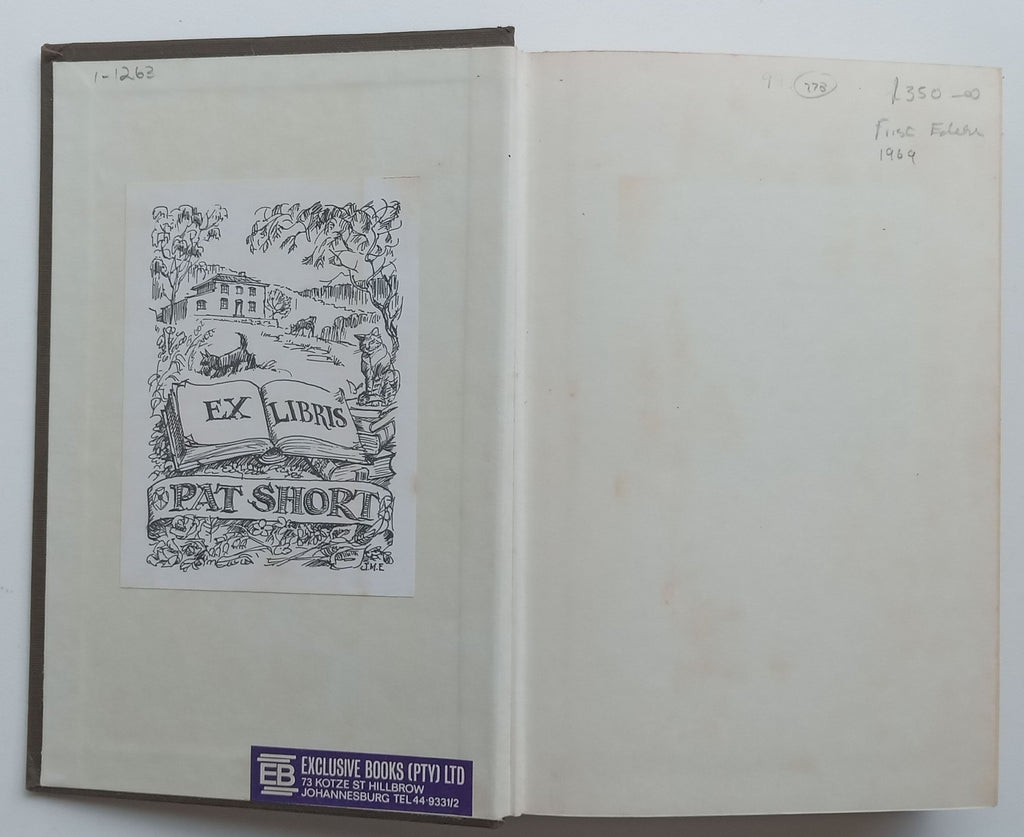 1-1263
778
350-00
First Edition
1969
EX LIBRIS
PAT SHORT
J.M.E
EB
EXCLUSIVE BOOKS (PTY) LTD
73 KOTZE ST HILLBROW
JOHANNESBURG TEL 44-9331/2